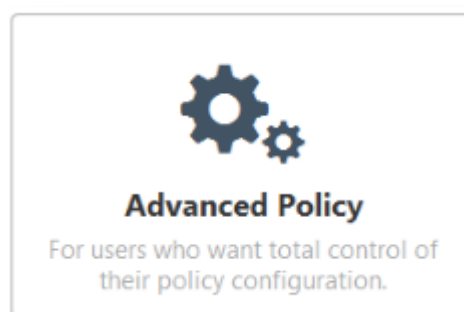 Advanced Policy
For users who want total control of
their policy configuration.